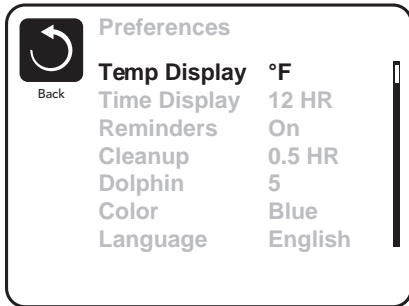 Preferences
Back
Temp Display °F
Time Display 12 HR
Reminders On
Cleanup 0.5 HR
Dolphin 5
Color Blue
Language English